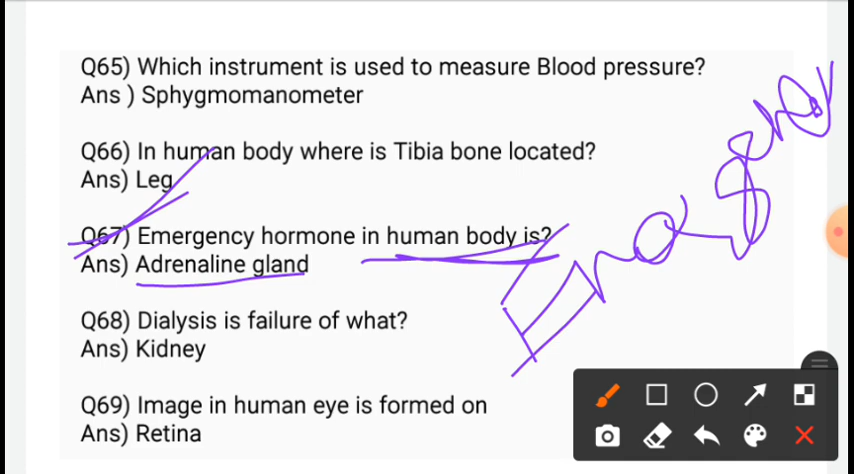 Q65) Which instrument is used to measure Blood pressure?
Ans ) Sphygmomanometer
Q66) In human body where is Tibia bone located?
Ans) Leg
Q67) Emergency hormone in human body is?
Ans) Adrenaline gland
Q68) Dialysis is failure of what?
Ans) Kidney
Q69) Image in human eye is formed on
Ans) Retina